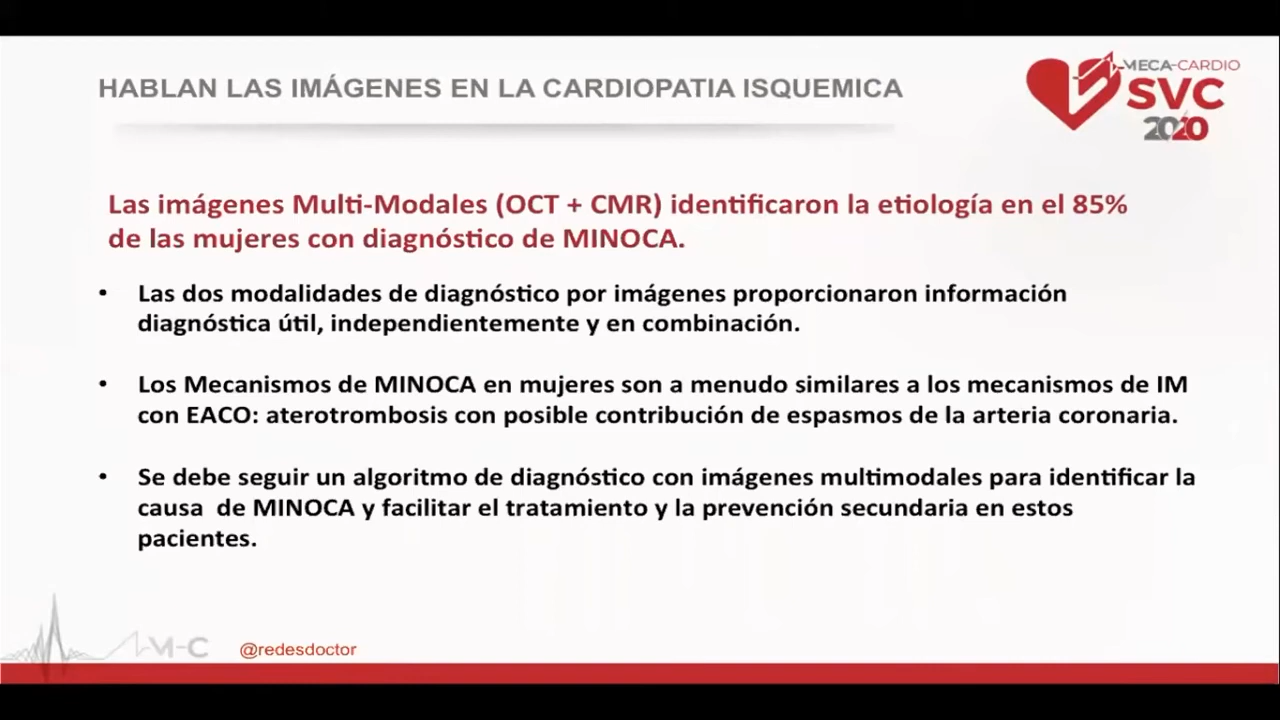 HABLAN LAS IMÁGENES EN LA CARDIOPATIA ISQUEMICA
MECA-CARDIO
SVC
2020
Las imágenes Multi-Modales (OCT + CMR) identificaron la etiología en el 85%
de las mujeres con diagnóstico de MINOCA.
• Las dos modalidades de diagnóstico por imágenes proporcionaron información
diagnóstica útil, independientemente y en combinación.
• Los Mecanismos de MINOCA en mujeres son a menudo similares a los mecanismos de IM
con EACO: aterotrombosis con posible contribución de espasmos de la arteria coronaria.
• Se debe seguir un algoritmo de diagnóstico con imágenes multimodales para identificar la
causa de MINOCA y facilitar el tratamiento y la prevención secundaria en estos
pacientes.
M-C
@redesdoctor